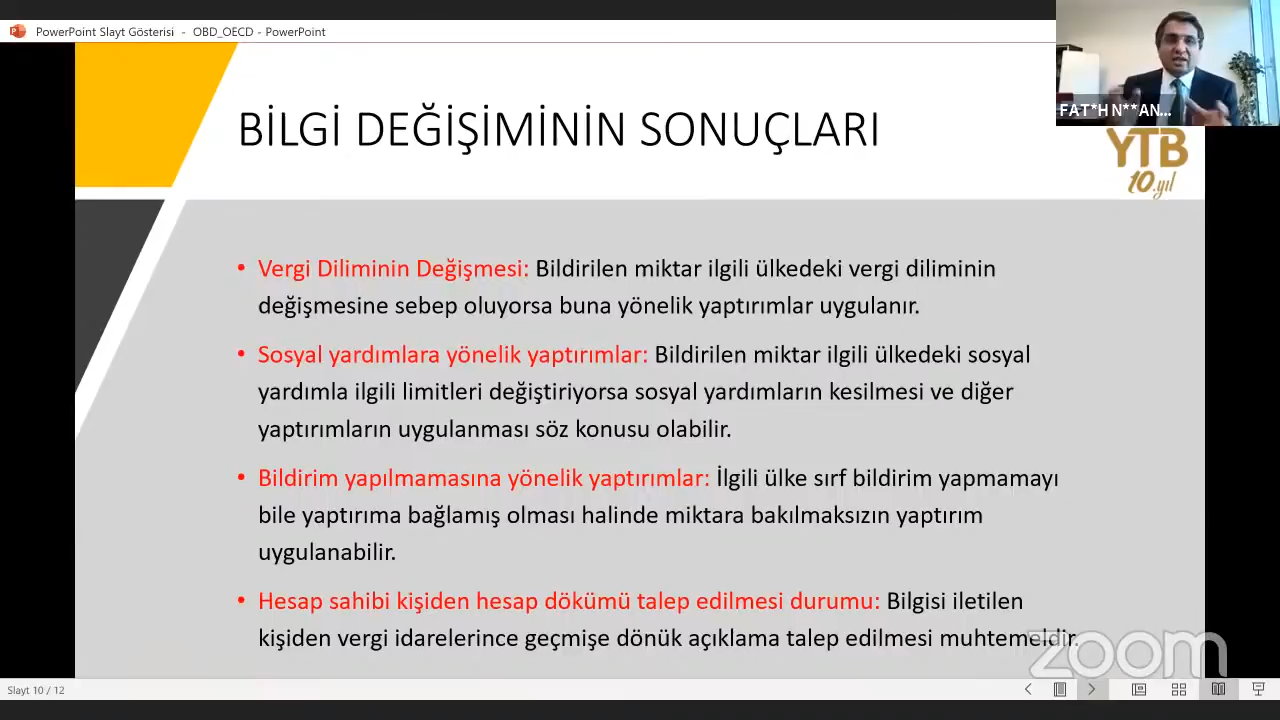 PowerPoint Slayt Gösterisi - OBD_OECD - PowerPoint
FAT*H N**AN...
BİLGİ DEĞİŞİMİNİN SONUÇLARI
YTB
10.yıl
• Vergi Diliminin Değişmesi: Bildirilen miktar ilgili ülkedeki vergi diliminin
değişmesine sebep oluyorsa buna yönelik yaptırımlar uygulanır.
• Sosyal yardımlara yönelik yaptırımlar: Bildirilen miktar ilgili ülkedeki sosyal
yardımla ilgili limitleri değiştiriyorsa sosyal yardımların kesilmesi ve diğer
yaptırımların uygulanması söz konusu olabilir.
• Bildirim yapılmamasına yönelik yaptırımlar: İlgili ülke sırf bildirim yapmamayı
bile yaptırıma bağlamış olması halinde miktara bakılmaksızın yaptırım
uygulanabilir.
• Hesap sahibi kişiden hesap dökümü talep edilmesi durumu: Bilgisi iletilen
kişiden vergi idarelerince geçmişe dönük açıklama talep edilmesi muhtemeldir.
zoom
Slayt 10 / 12